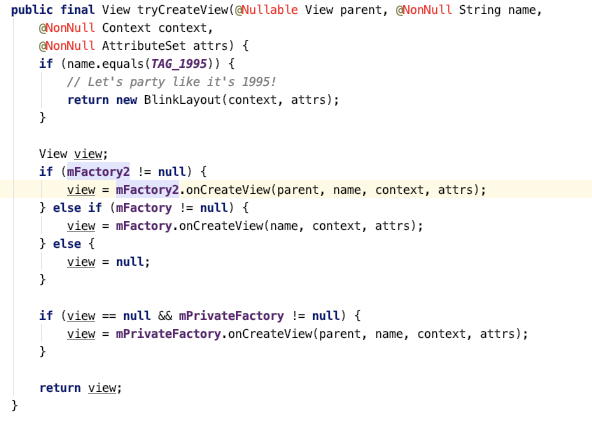 public final View tryCreateView(@Nullable View parent, @NonNull String name,
    @NonNull Context context,
    @NonNull AttributeSet attrs) {
    if (name.equals(TAG_1995)) {
        // Let's party like it's 1995!
        return new BlinkLayout(context, attrs);
    }

    View view;
    if (mFactory2 != null) {
        view = mFactory2.onCreateView(parent, name, context, attrs);
    } else if (mFactory != null) {
        view = mFactory.onCreateView(name, context, attrs);
    } else {
        view = null;
    }

    if (view == null && mPrivateFactory != null) {
        view = mPrivateFactory.onCreateView(parent, name, context, attrs);
    }

    return view;
}